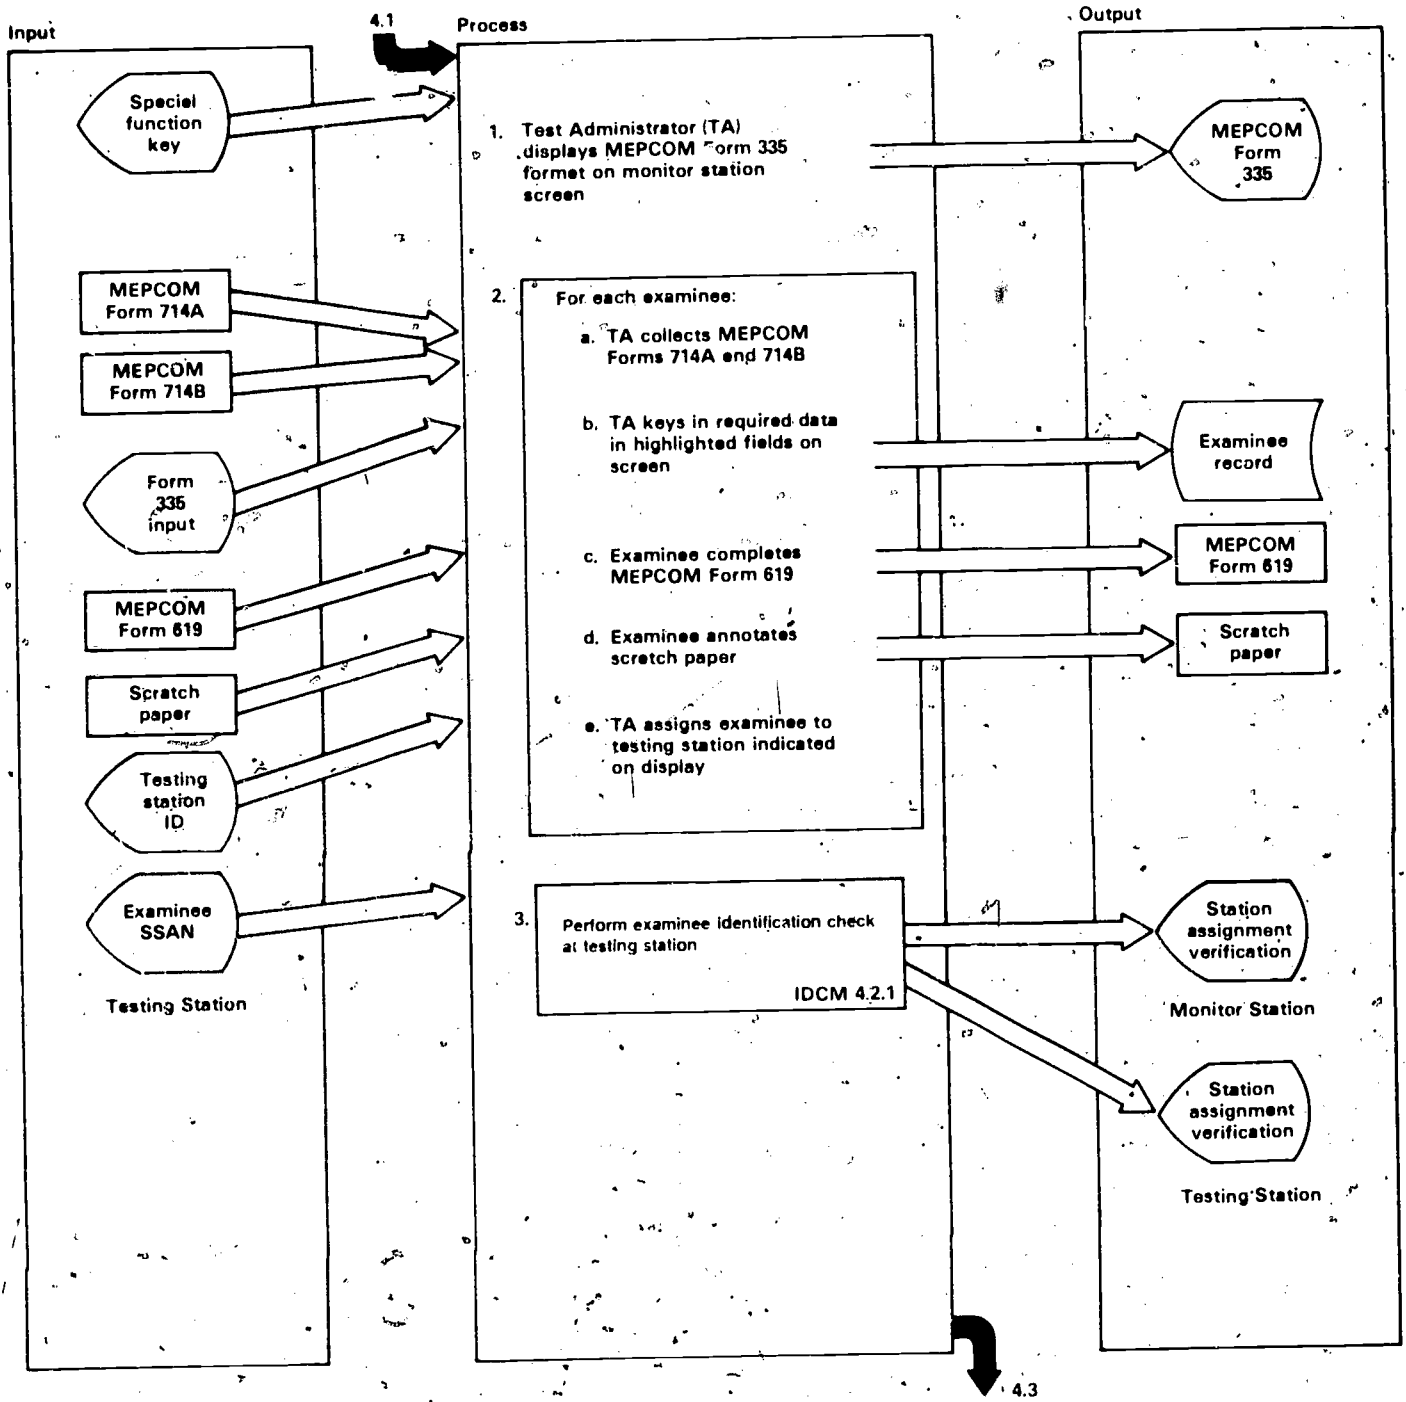 Input
4.1
Process
Output
Special
function
key
1. Test Administrator (TA)
displays MEPCOM Form 335
formet on monitor station
screen
MEPCOM
Form
335
MEPCOM
Form 714A
MEPCOM
Form 714B
Form
335
input
MEPCOM
Form 619
Scratch
paper
Testing
station
ID
Examinee
SSAN
Testing Station
2. For each examinee:
a. TA collects MEPCOM
Forms 714A end 714B
b. TA keys in required data
in highlighted fields on
screen
c. Examinee completes
MEPCOM Form 619
d. Examinee annotates
scratch paper
e. TA assigns examinee to
testing station indicated
on display
Examinee
record
MEPCOM
Form 619
Scratch
paper
3. Perform examinee identification check
at testing station
IDCM 4.2.1
Station
assignment
verification
Monitor Station
Station
assignment
verification
Testing Station
4.3